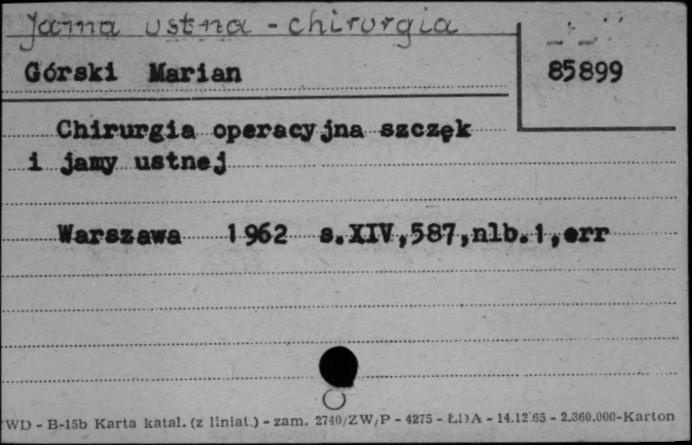 Jama ustna - chirurgia
Górski Marian
85899
Chirurgia operacyjna szczęk
i jamy ustnej
Warszawa 1962 s.XIV,587,nlb.1,err
WD - B-15b Karta katal. (z liniat.) - zam. 2740/ZW/P - 4275 - ŁDA - 14.12.65 - 2.360.000-Karton